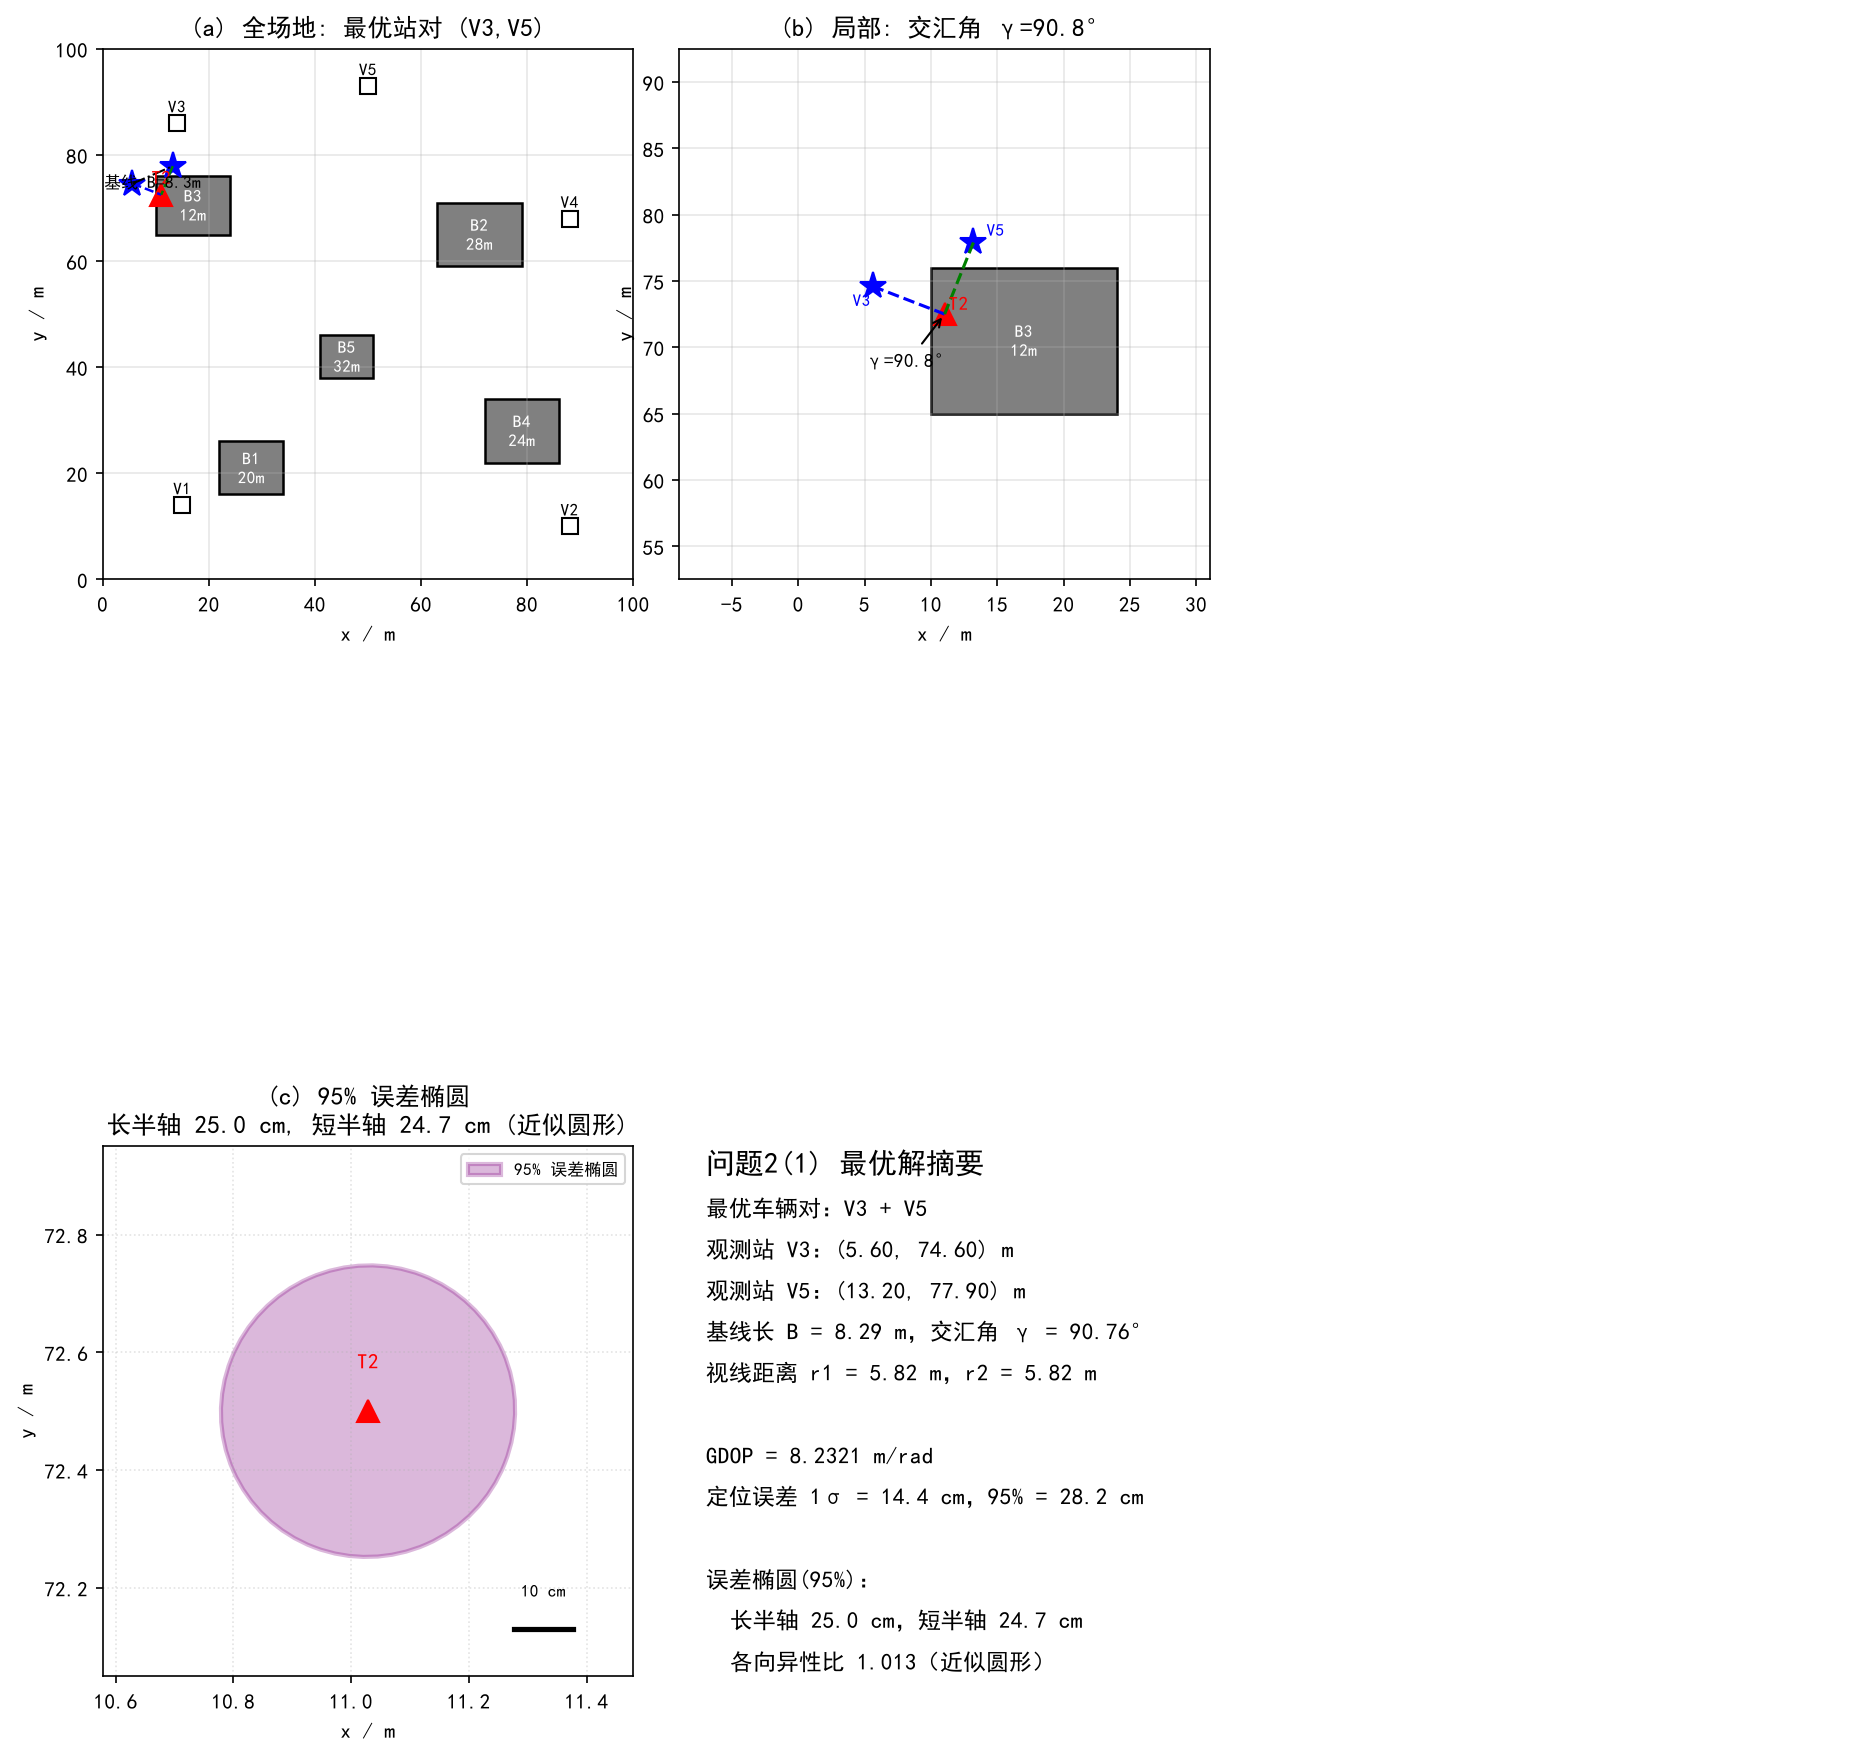 (a) 全场地: 最优站对 (V3,V5)
100
80
60
40
20
0
0 20 40 60 80 100
x / m
y / m
V5
V3
V4
V1
V2
基线 B=8.3m
B3
12m
B2
28m
B5
32m
B4
24m
B1
20m
(b) 局部: 交汇角 γ=90.8°
90
85
80
75
70
65
60
55
−5 0 5 10 15 20 25 30
x / m
y / m
V5
V3
T2
B3
12m
γ=90.8°
(c) 95% 误差椭圆
长半轴 25.0 cm, 短半轴 24.7 cm (近似圆形)
95% 误差椭圆
72.8
72.6
72.4
72.2
10.6 10.8 11.0 11.2 11.4
x / m
y / m
T2
10 cm
问题2(1) 最优解摘要
最优车辆对: V3 + V5
观测站 V3: (5.60, 74.60) m
观测站 V5: (13.20, 77.90) m
基线长 B = 8.29 m, 交汇角 γ = 90.76°
视线距离 r1 = 5.82 m, r2 = 5.82 m
GDOP = 8.2321 m/rad
定位误差 1σ = 14.4 cm, 95% = 28.2 cm
误差椭圆(95%):
长半轴 25.0 cm, 短半轴 24.7 cm
各向异性比 1.013 (近似圆形)